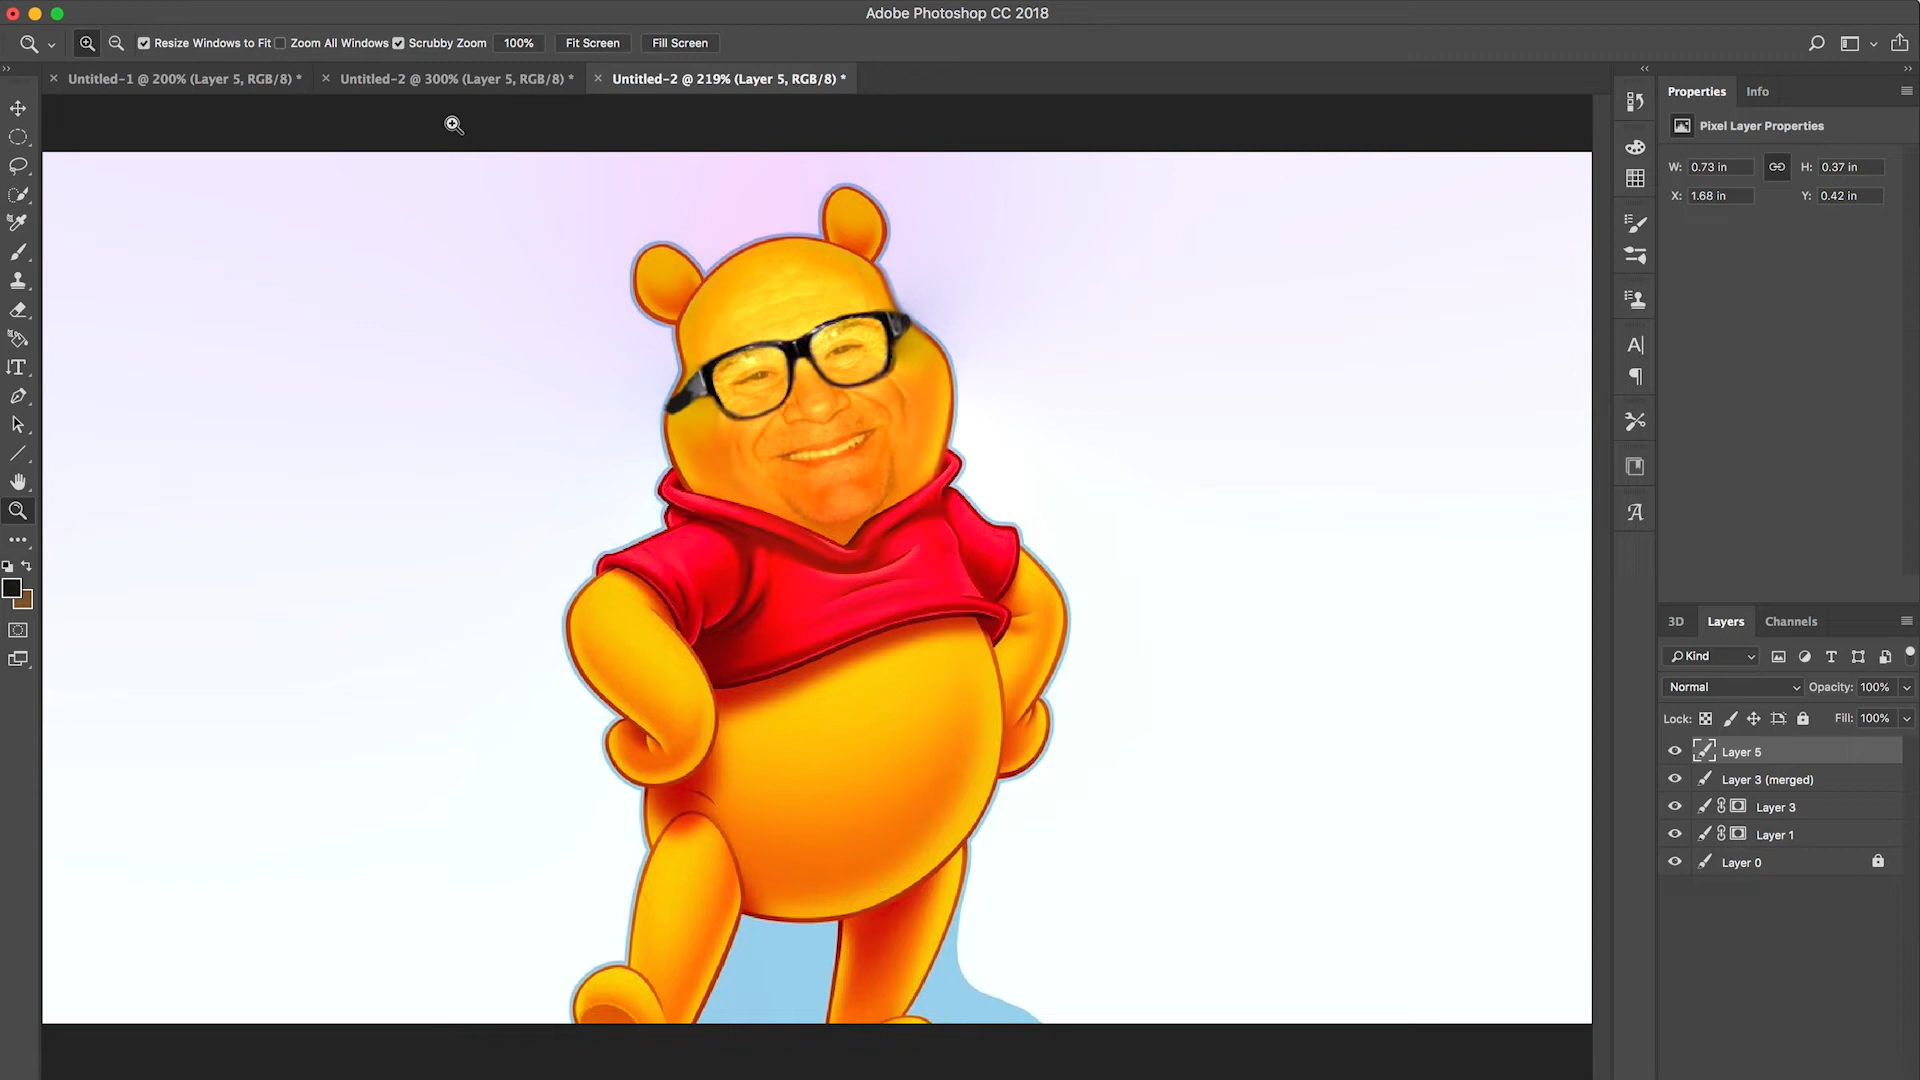 Adobe Photoshop CC 2018
Resize Windows to Fit Zoom All Windows Scrubby Zoom 100% Fit Screen Fill Screen
Untitled-1 @ 200% (Layer 5, RGB/8) * Untitled-2 @ 300% (Layer 5, RGB/8) * Untitled-2 @ 219% (Layer 5, RGB/8) *
Properties Info
Pixel Layer Properties
W: 0.73 in H: 0.37 in
X: 1.68 in Y: 0.42 in
3D Layers Channels
Kind
Normal Opacity: 100%
Lock: Fill: 100%
Layer 5
Layer 3 (merged)
Layer 3
Layer 1
Layer 0